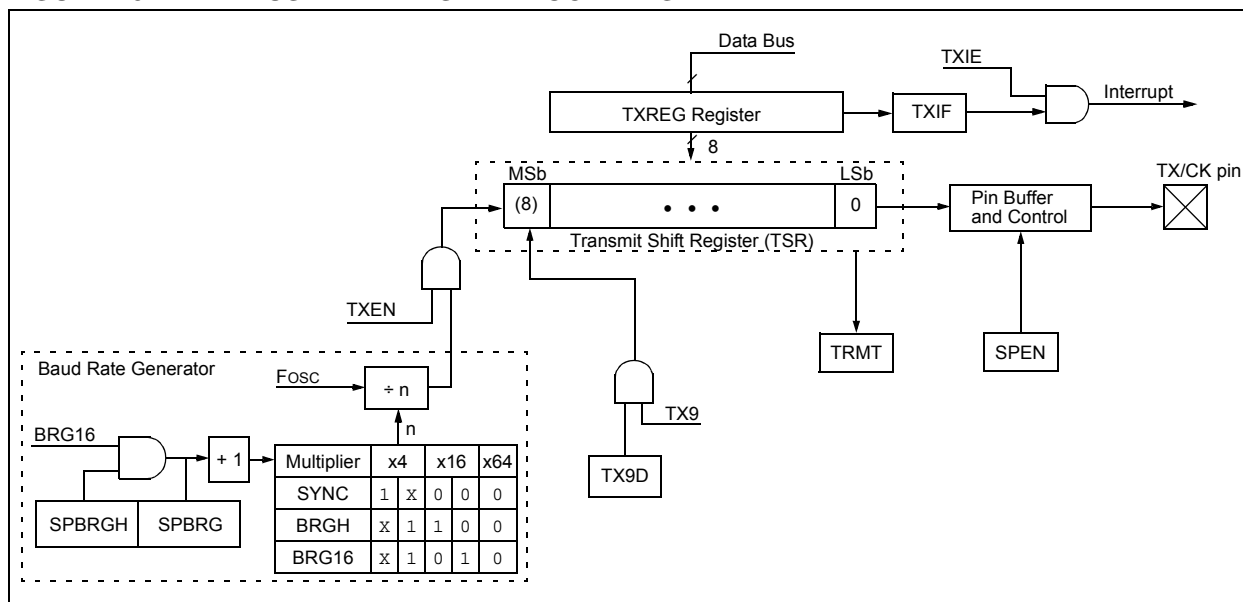 Data Bus
TXIE
Interrupt
TXREG Register
TXIF
8
MSb
LSb
TX/CK pin
(8)
• • •
0
Pin Buffer
and Control
Transmit Shift Register (TSR)
TXEN
TRMT
SPEN
Baud Rate Generator
FOSC
÷ n
n
TX9
BRG16
+ 1
Multiplier x4 x16 x64
TX9D
SYNC 1 X 0 0 0
SPBRGH SPBRG
BRGH X 1 1 0 0
BRG16 X 1 0 1 0